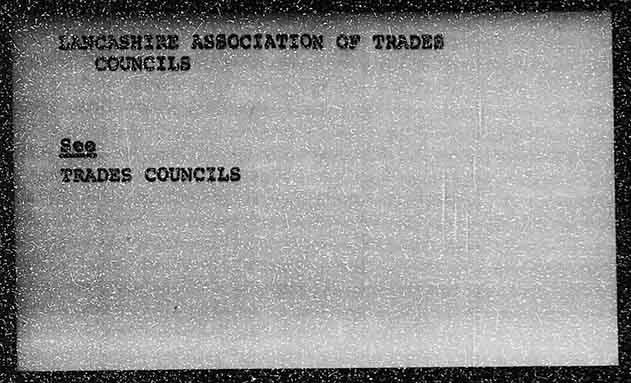 LANCASHIRE ASSOCIATION OF TRADES
COUNCILS
See
TRADES COUNCILS